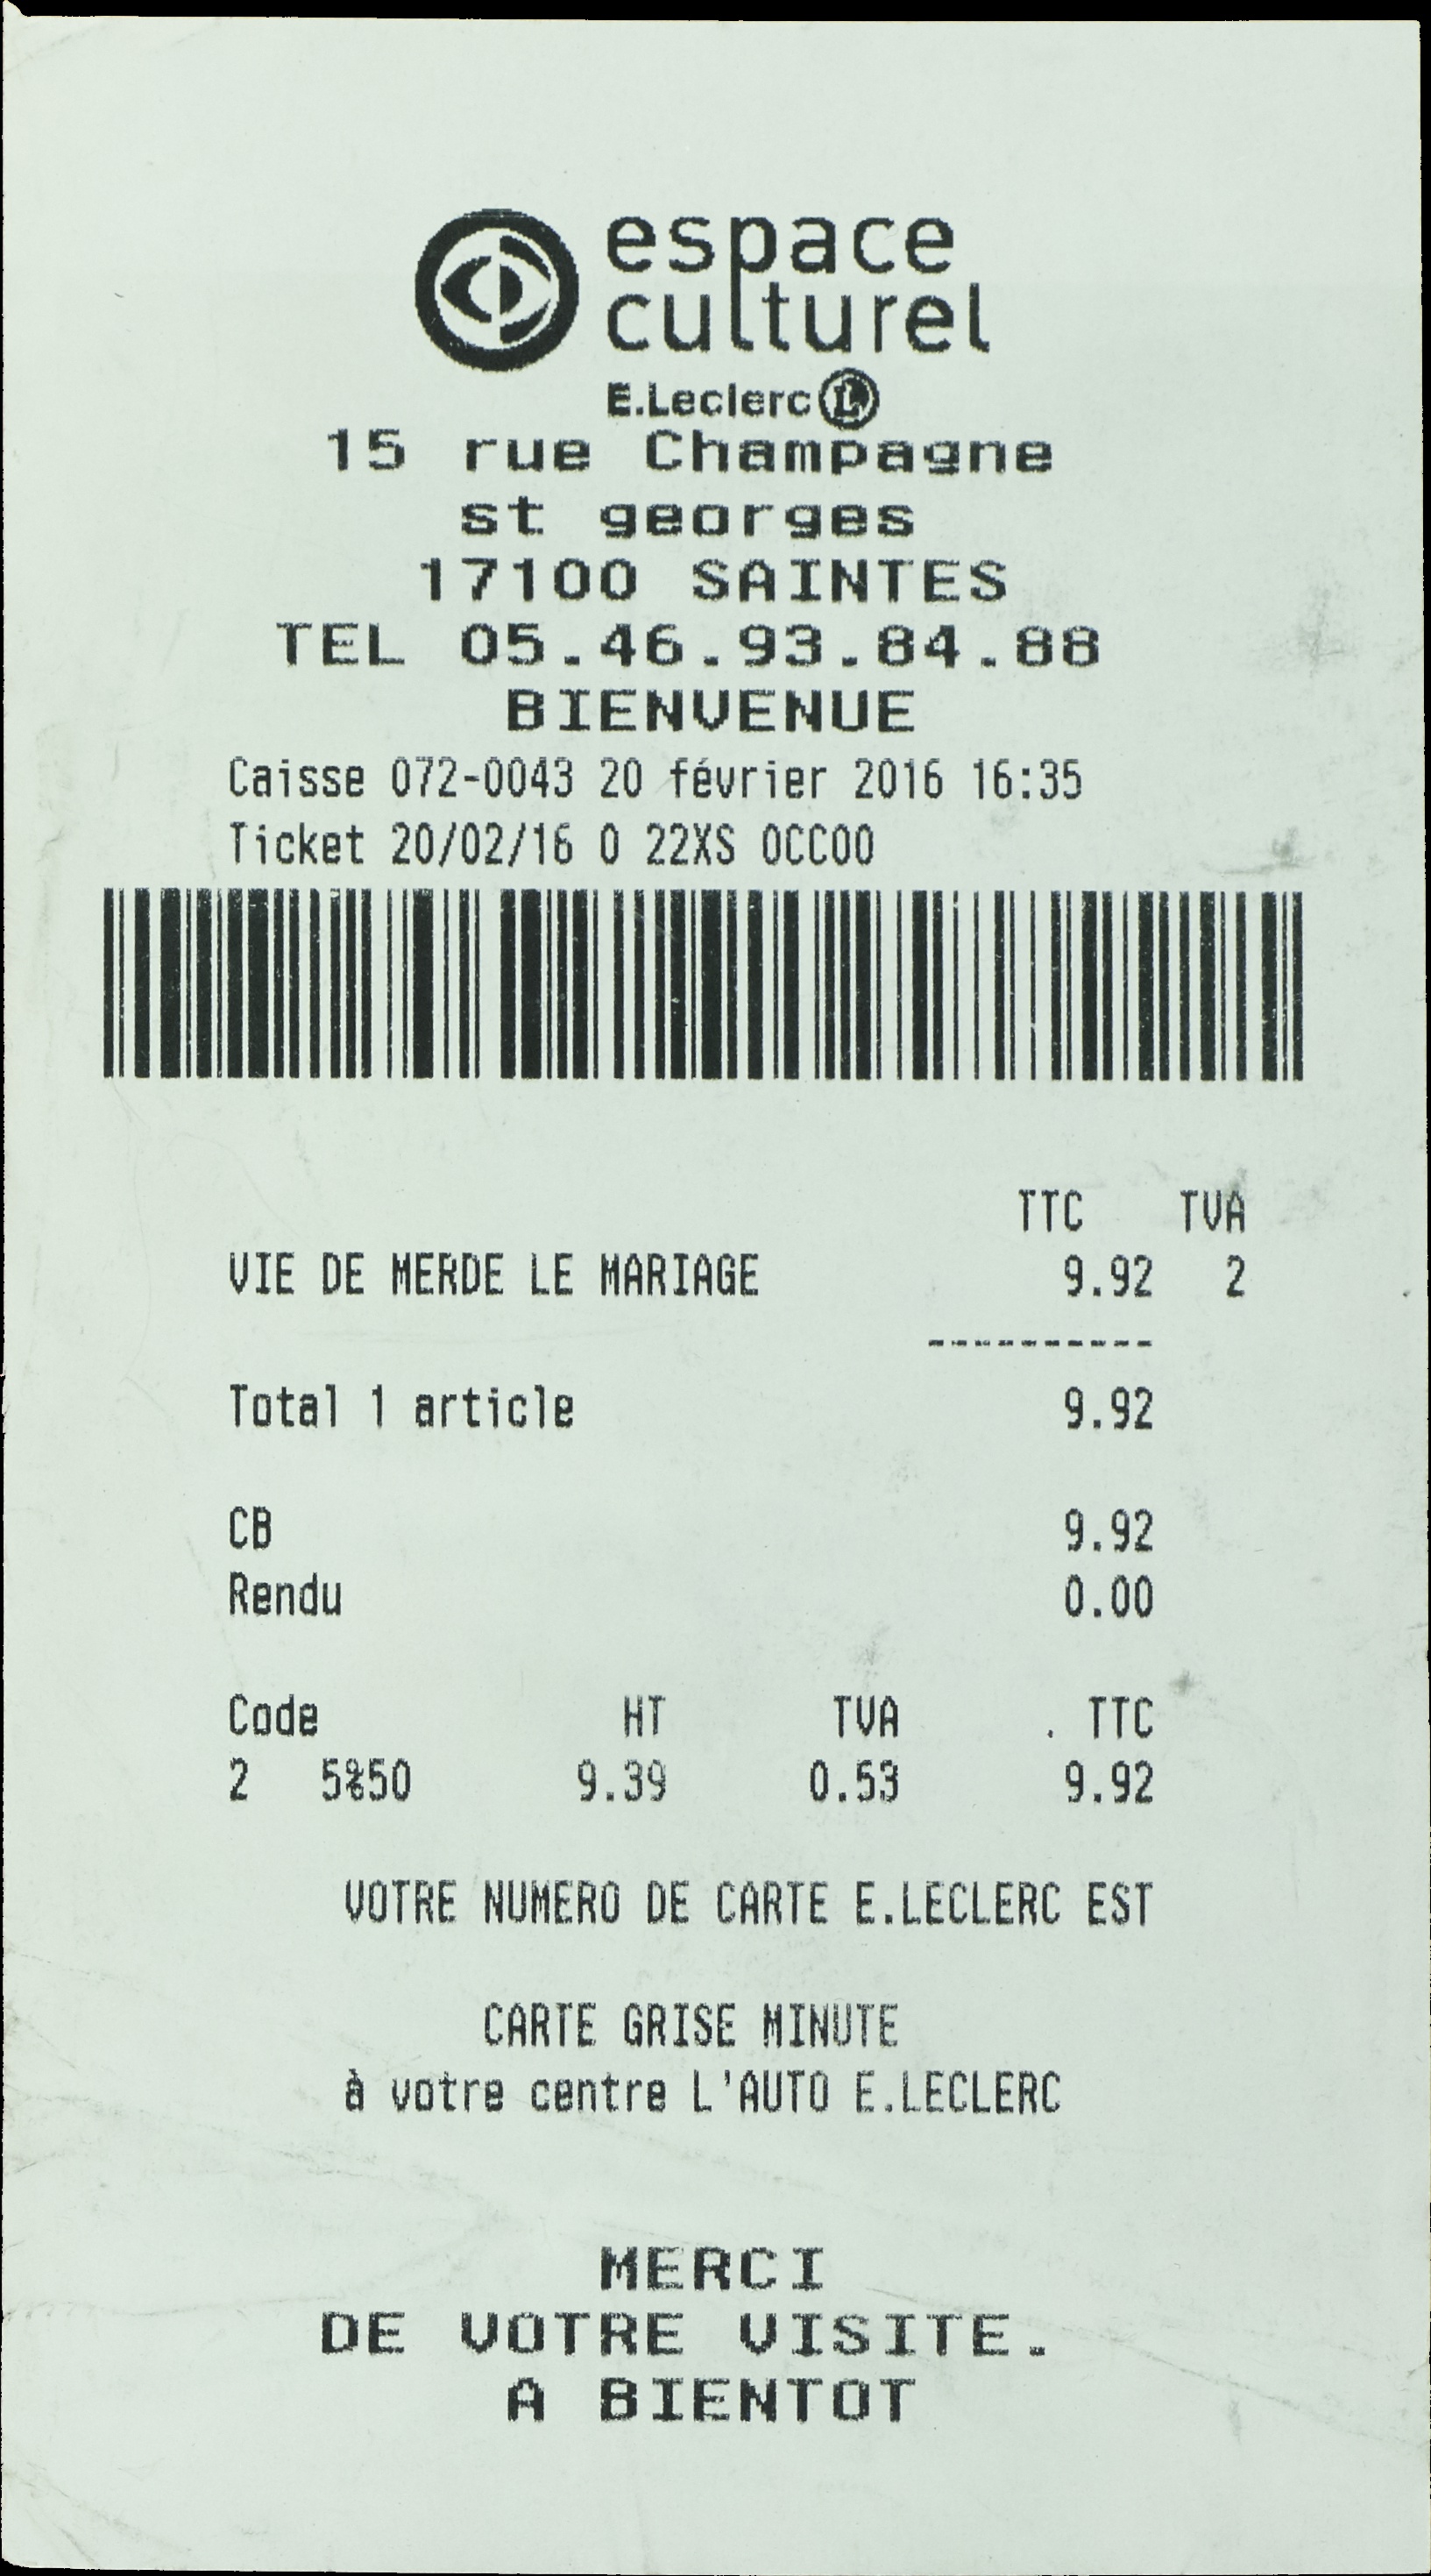 espace
culturel
E.Leclerc L
15 rue Champagne
st georges
17100 SAINTES
TEL 05.46.93.84.88
BIENVENUE
Caisse 072-0043 20 février 2016 16:35
Ticket 20/02/16 0 22XS 0CC00
TTC TVA
VIE DE MERDE LE MARIAGE 9.92 2
----------
Total 1 article 9.92
CB 9.92
Rendu 0.00
Code HT TVA . TTC
2 5%50 9.39 0.53 9.92
VOTRE NUMERO DE CARTE E.LECLERC EST
CARTE GRISE MINUTE
à votre centre L'AUTO E.LECLERC
MERCI
DE VOTRE VISITE.
A BIENTOT